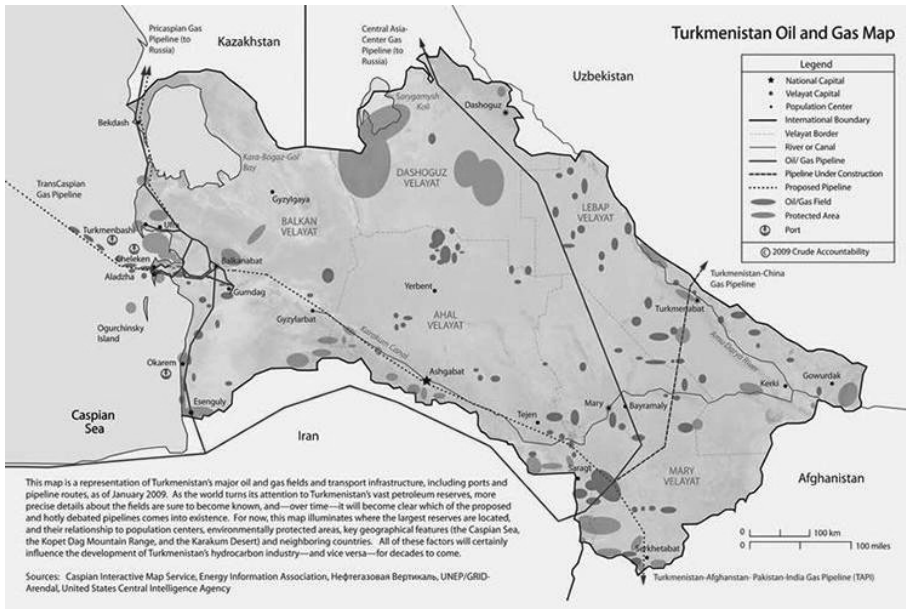 Turkmenistan Oil and Gas Map
Pricaspian Gas
Pipeline (to
Russia)
Kazakhstan
Central Asia-
Center Gas
Pipeline (to
Russia)
Uzbekistan
Legend
National Capital
Velayat Capital
Population Center
International Boundary
Velayat Border
River or Canal
Oil/ Gas Pipeline
Pipeline Under Construction
Proposed Pipeline
Oil/Gas Field
Protected Area
Port
© 2009 Crude Accountability
Sarygamysh
Koli
Dashoguz
Bekdash
Kara-Bogaz-Gol
Bay
DASHOGUZ
VELAYAT
TransCaspian
Gas Pipeline
Gyzylgaya
BALKAN
VELAYAT
LEBAP
VELAYAT
Turkmenbashi
Cheleken
Aladzha
Balkanabat
Gumdag
Yerbent
Turkmenistan-China
Gas Pipeline
Turkmenabat
Ogurchinsky
Island
Gyzylarbat
AHAL
VELAYAT
Karakum Canal
Amu Darya River
Okarem
Ashgabat
Gowurdak
Kerki
Esenguly
Mary
Bayramaly
Tejen
Caspian
Sea
Iran
Saragt
MARY
VELAYAT
Afghanistan
This map is a representation of Turkmenistan's major oil and gas fields and transport infrastructure, including ports and
pipeline routes, as of January 2009. As the world turns its attention to Turkmenistan's vast petroleum reserves, more
precise details about the fields are sure to become known, and—over time—it will become clear which of the proposed
and hotly debated pipelines comes into existence. For now, this map illuminates where the largest reserves are located,
and their relationship to population centers, environmentally protected areas, key geographical features (the Caspian Sea,
the Kopet Dag Mountain Range, and the Karakum Desert) and neighboring countries. All of these factors will certainly
influence the development of Turkmenistan's hydrocarbon industry—and vice versa—for decades to come.
Sources: Caspian Interactive Map Service, Energy Information Association, Нефтегазовая Вертикаль, UNEP/GRID-
Arendal, United States Central Intelligence Agency
0 100 km
0 100 miles
Serkhetabat
Turkmenistan-Afghanstan- Pakistan-India Gas Pipeline (TAPI)